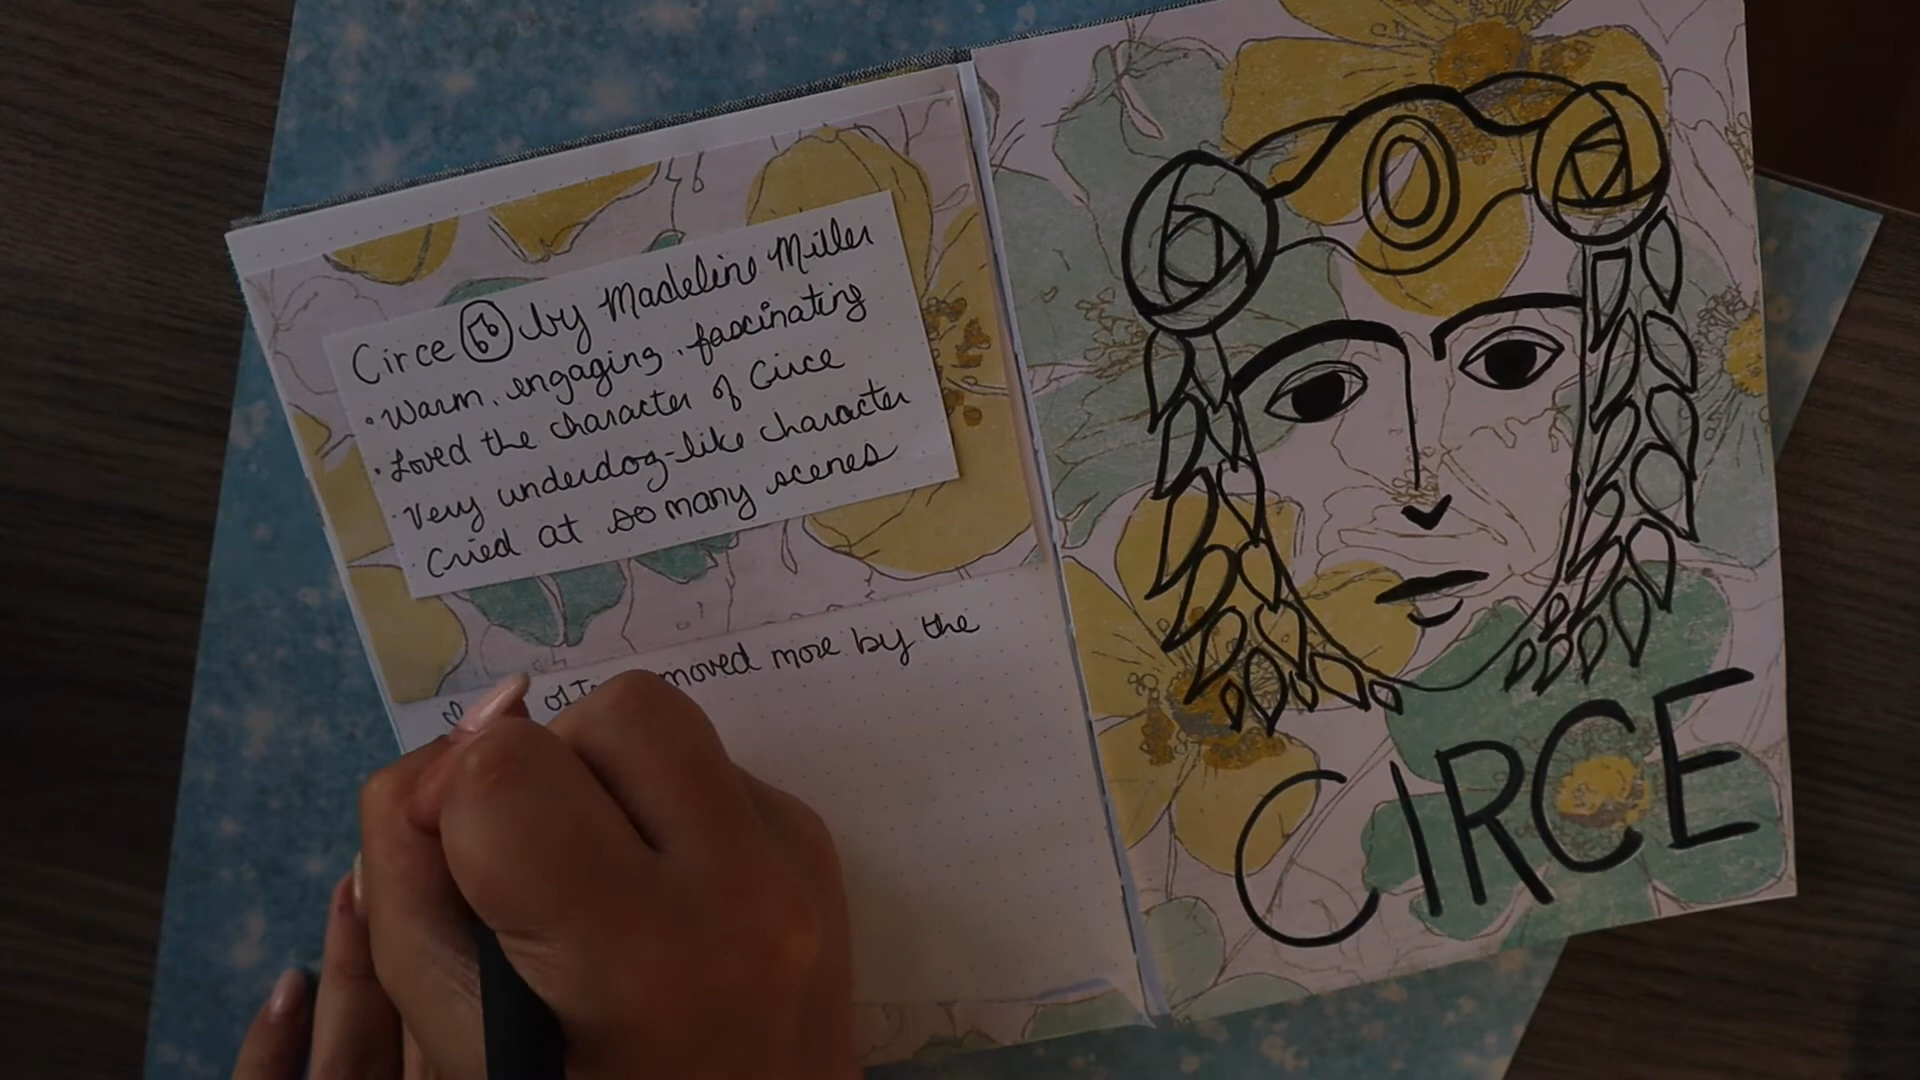 Circe by Madeline Miller
• Warm, engaging, fascinating
• Loved the character of Circe
Very underdog-like character
Cried at so many scenes
moved more by the
CIRCE